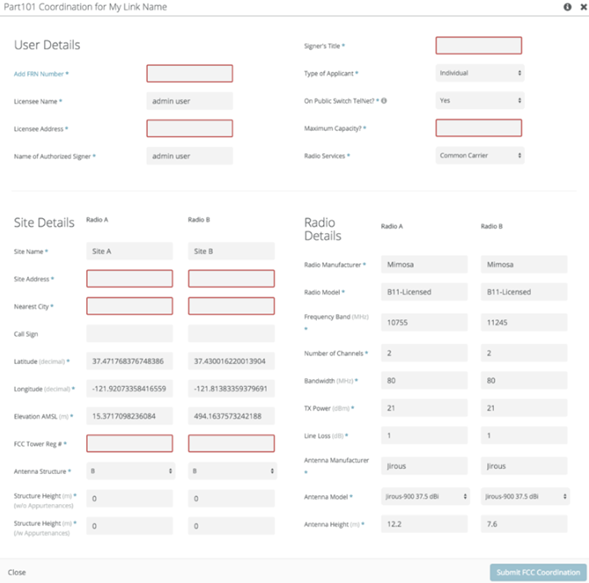 Part101 Coordination for My Link Name
User Details
Add FRN Number *
Licensee Name * admin user
Licensee Address *
Name of Authorized Signer * admin user
Signer's Title *
Type of Applicant * Individual
On Public Switch TelNet? *
Yes
Maximum Capacity? *
Radio Services * Common Carrier
Site Details Radio A Radio B
Site Name * Site A Site B
Site Address *
Nearest City *
Call Sign
Latitude (decimal) * 37.471768376748386 37.430016220013904
Longitude (decimal) * -121.92073358416559 -121.81383359379691
Elevation AMSL (m) * 15.3717098236084 494.1637573242188
FCC Tower Reg # *
Antenna Structure * B B
Structure Height (m) *
(w/o Appurtenances)
0 0
Structure Height (m) *
(/w Appurtenances)
0 0
Radio
Details
Radio A Radio B
Radio Manufacturer * Mimosa Mimosa
Radio Model * B11-Licensed B11-Licensed
Frequency Band (MHz)
*
10755 11245
Number of Channels * 2 2
Bandwidth (MHz) * 80 80
TX Power (dBm) * 21 21
Line Loss (dB) * 1 1
Antenna Manufacturer
*
Jirous Jirous
Antenna Model * Jirous-900 37.5 dBi Jirous-900 37.5 dBi
Antenna Height (m) * 12.2 7.6
Close
Submit FCC Coordination